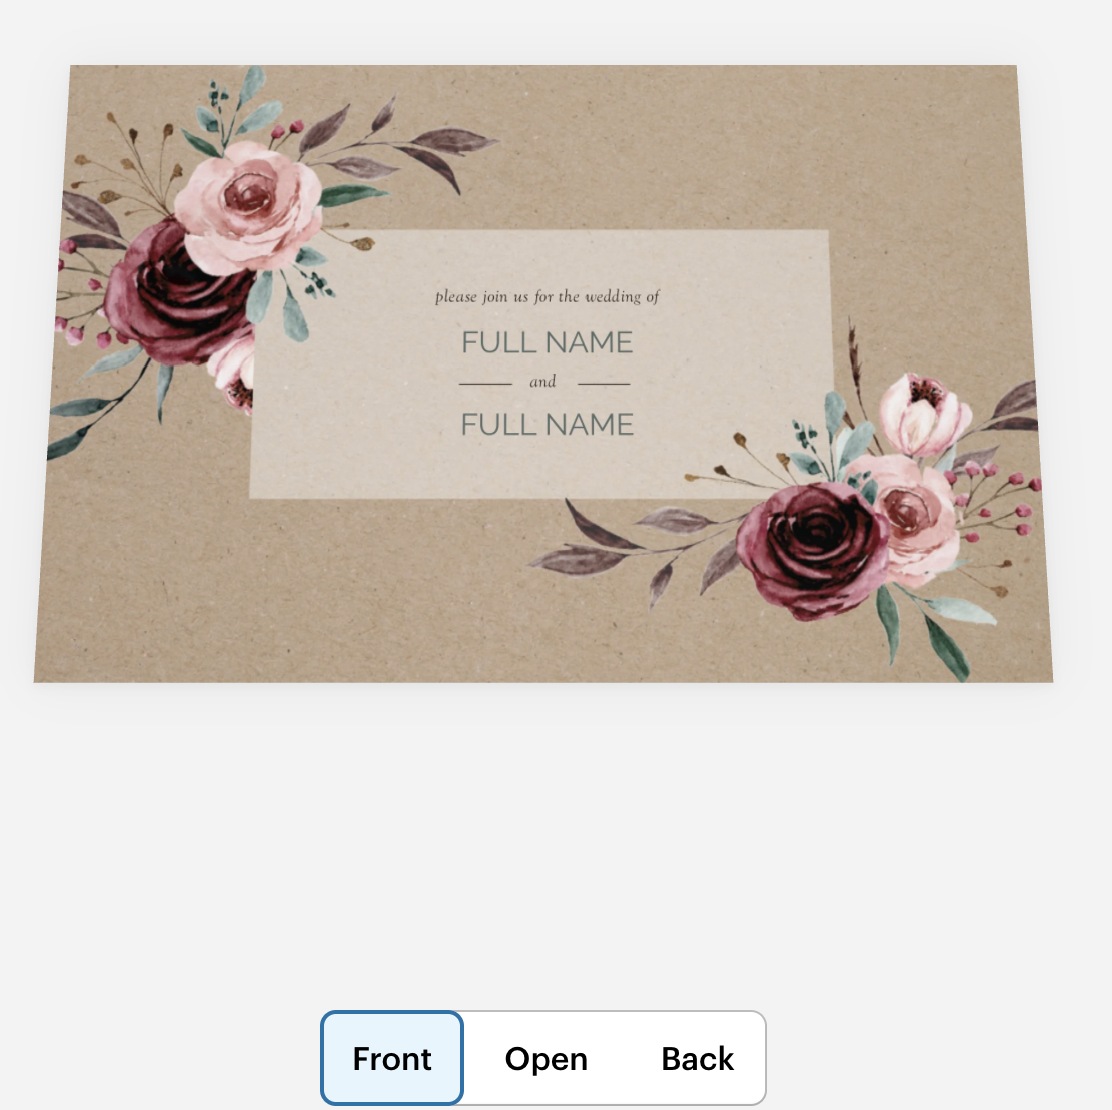 please join us for the wedding of
FULL NAME
and
FULL NAME
Front Open Back